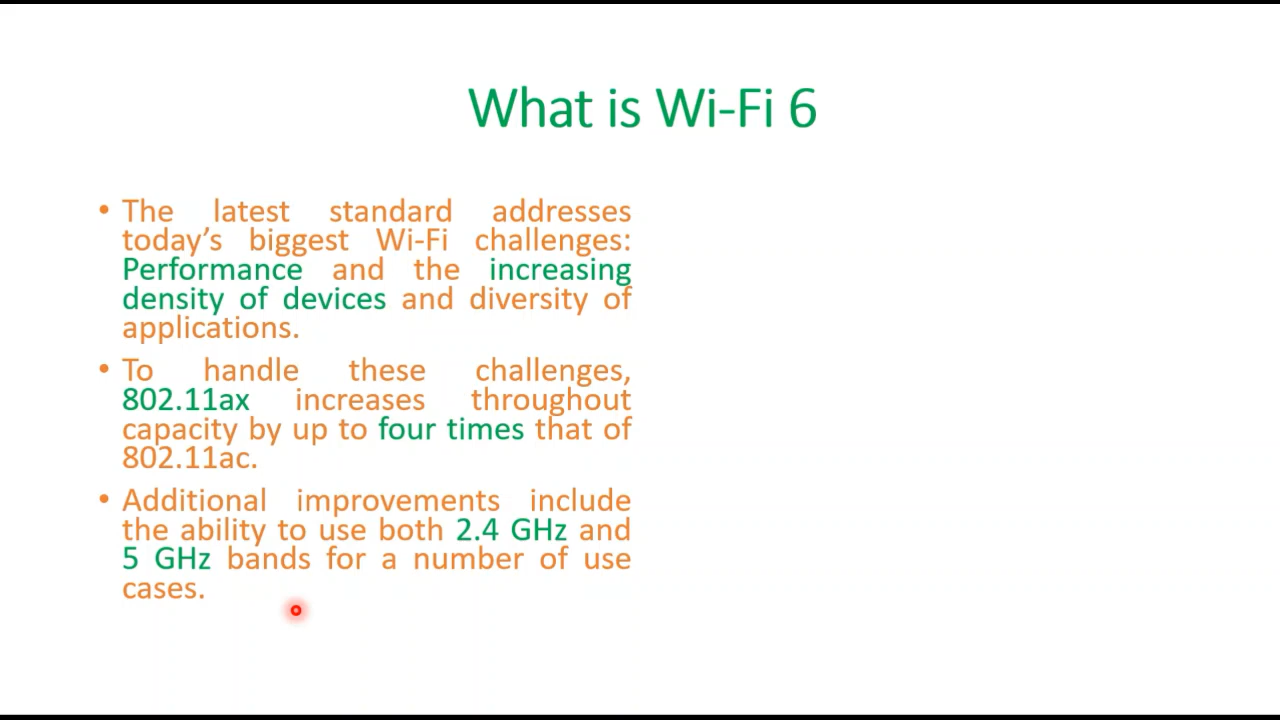 What is Wi-Fi 6
• The latest standard addresses
today’s biggest Wi-Fi challenges:
Performance and the increasing
density of devices and diversity of
applications.
• To handle these challenges,
802.11ax increases throughout
capacity by up to four times that of
802.11ac.
• Additional improvements include
the ability to use both 2.4 GHz and
5 GHz bands for a number of use
cases.